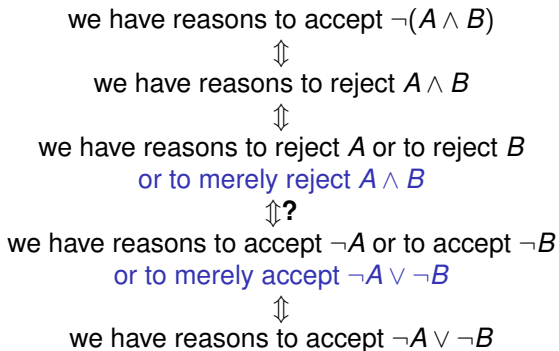 we have reasons to accept ¬(A ∧ B)
⇕
we have reasons to reject A ∧ B
⇕
we have reasons to reject A or to reject B
or to merely reject A ∧ B
⇕?
we have reasons to accept ¬A or to accept ¬B
or to merely accept ¬A ∨ ¬B
⇕
we have reasons to accept ¬A ∨ ¬B